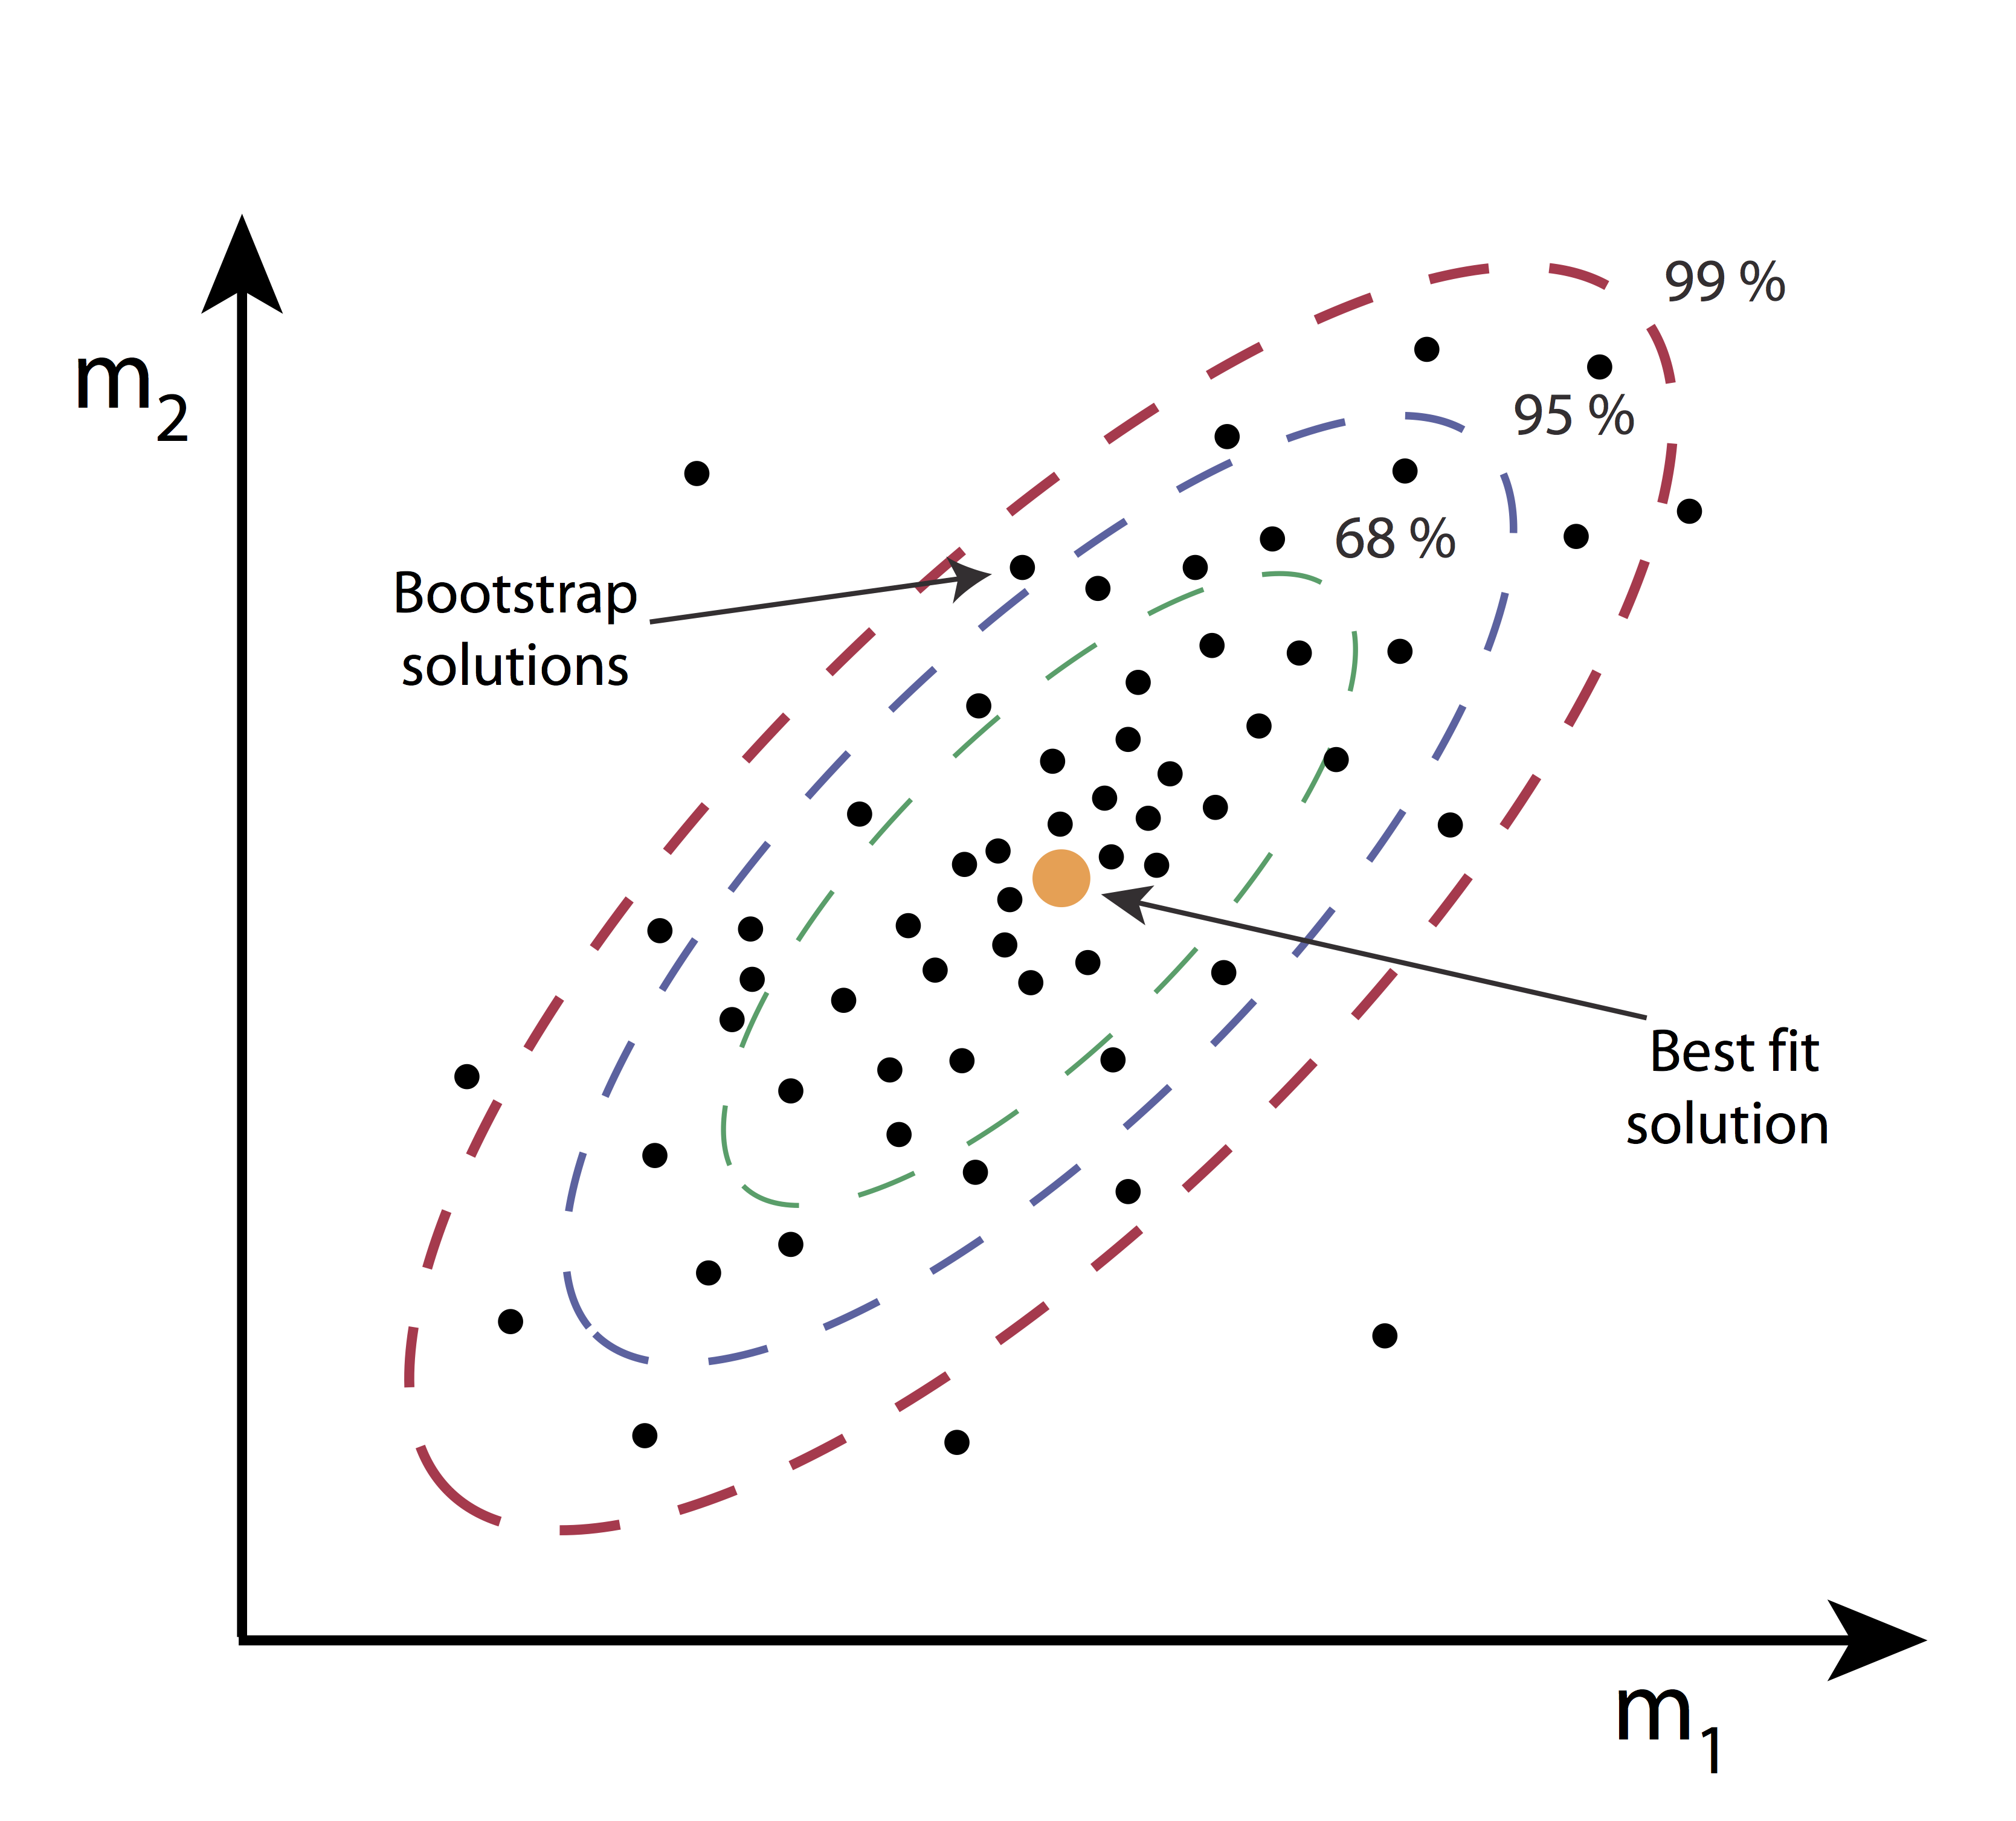 99 %
m2
95 %
68 %
Bootstrap
solutions
Best fit
solution
m1